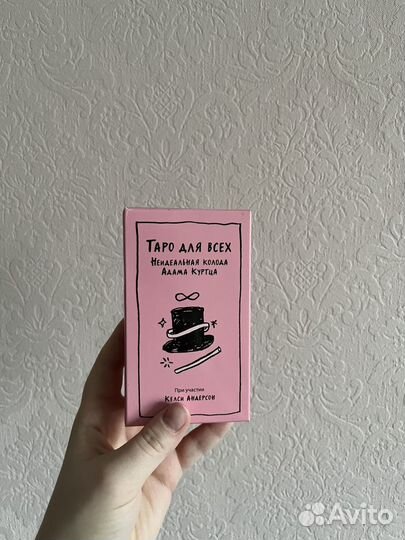 Таро для всех
Неидеальная колода
Адама Куртца
При участии
Келси Андерсон
Avito